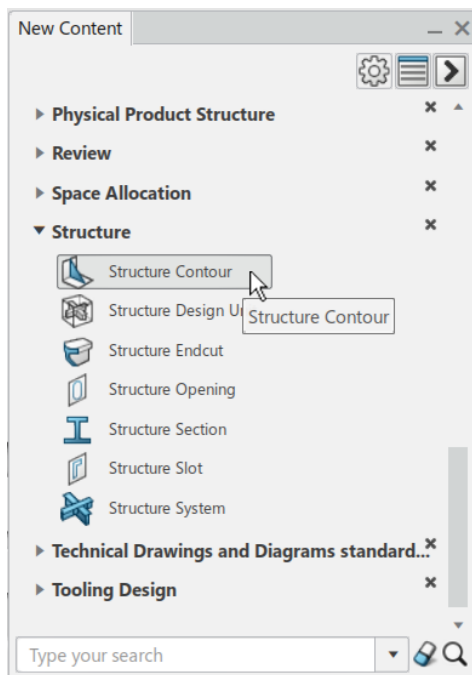 New Content
Physical Product Structure
Review
Space Allocation
Structure
Structure Contour
Structure Design
Structure Contour
Structure Endcut
Structure Opening
Structure Section
Structure Slot
Structure System
Technical Drawings and Diagrams standard...
Tooling Design
Type your search